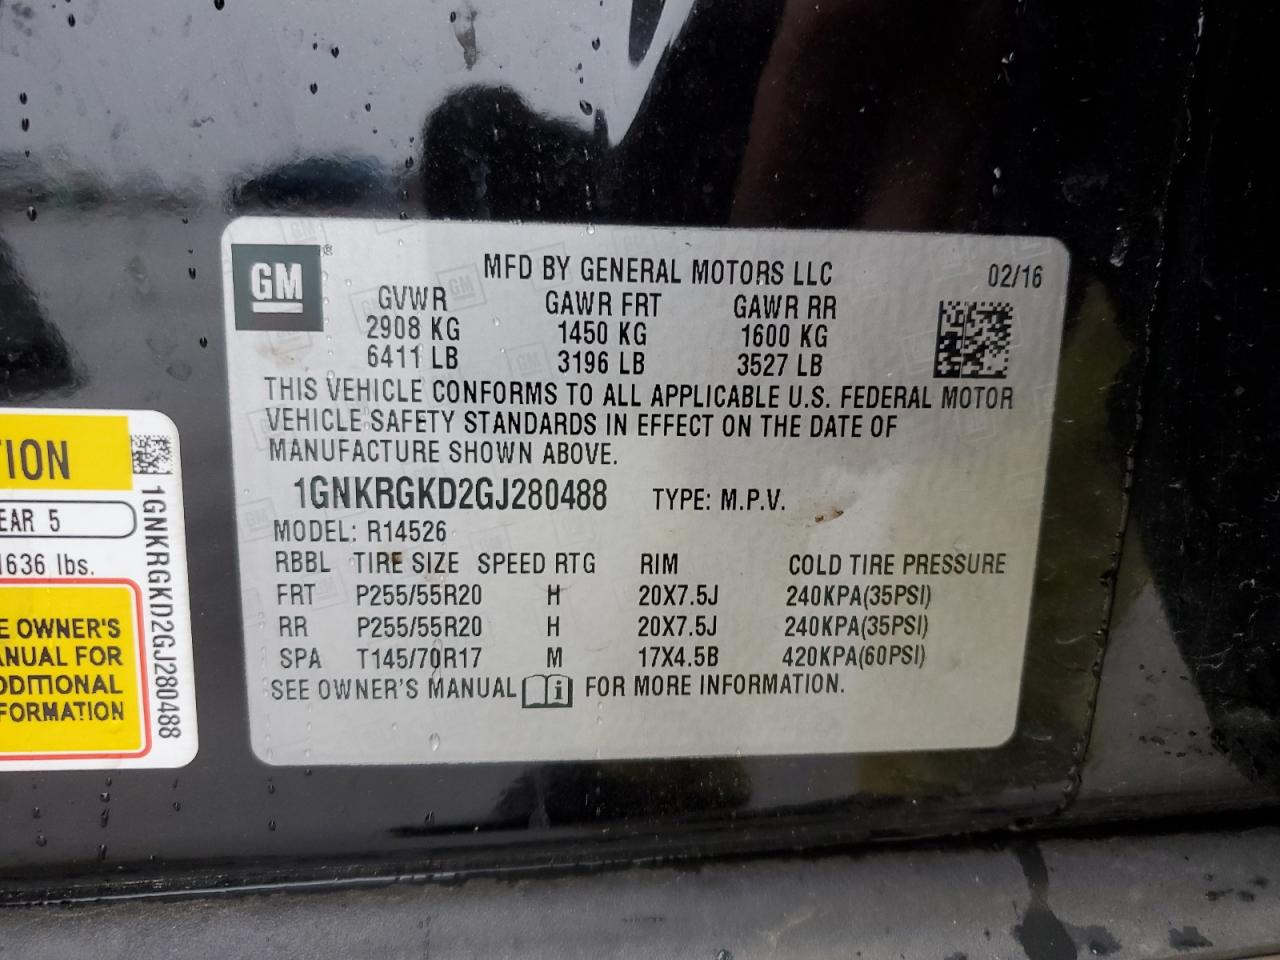 GM ®
MFD BY GENERAL MOTORS LLC 02/16
GVWR GAWR FRT GAWR RR
2908 KG 1450 KG 1600 KG
6411 LB 3196 LB 3527 LB
THIS VEHICLE CONFORMS TO ALL APPLICABLE U.S. FEDERAL MOTOR
VEHICLE SAFETY STANDARDS IN EFFECT ON THE DATE OF
MANUFACTURE SHOWN ABOVE.
1GNKRGKD2GJ280488 TYPE: M.P.V.
MODEL: R14526
RBBL TIRE SIZE SPEED RTG RIM COLD TIRE PRESSURE
FRT P255/55R20 H 20X7.5J 240KPA(35PSI)
RR P255/55R20 H 20X7.5J 240KPA(35PSI)
SPA T145/70R17 M 17X4.5B 420KPA(60PSI)
SEE OWNER'S MANUAL i FOR MORE INFORMATION.
TION
EAR 5
1636 lbs.
E OWNER'S
ANUAL FOR
DDITIONAL
FORMATION
1GNKRGKD2GJ280488